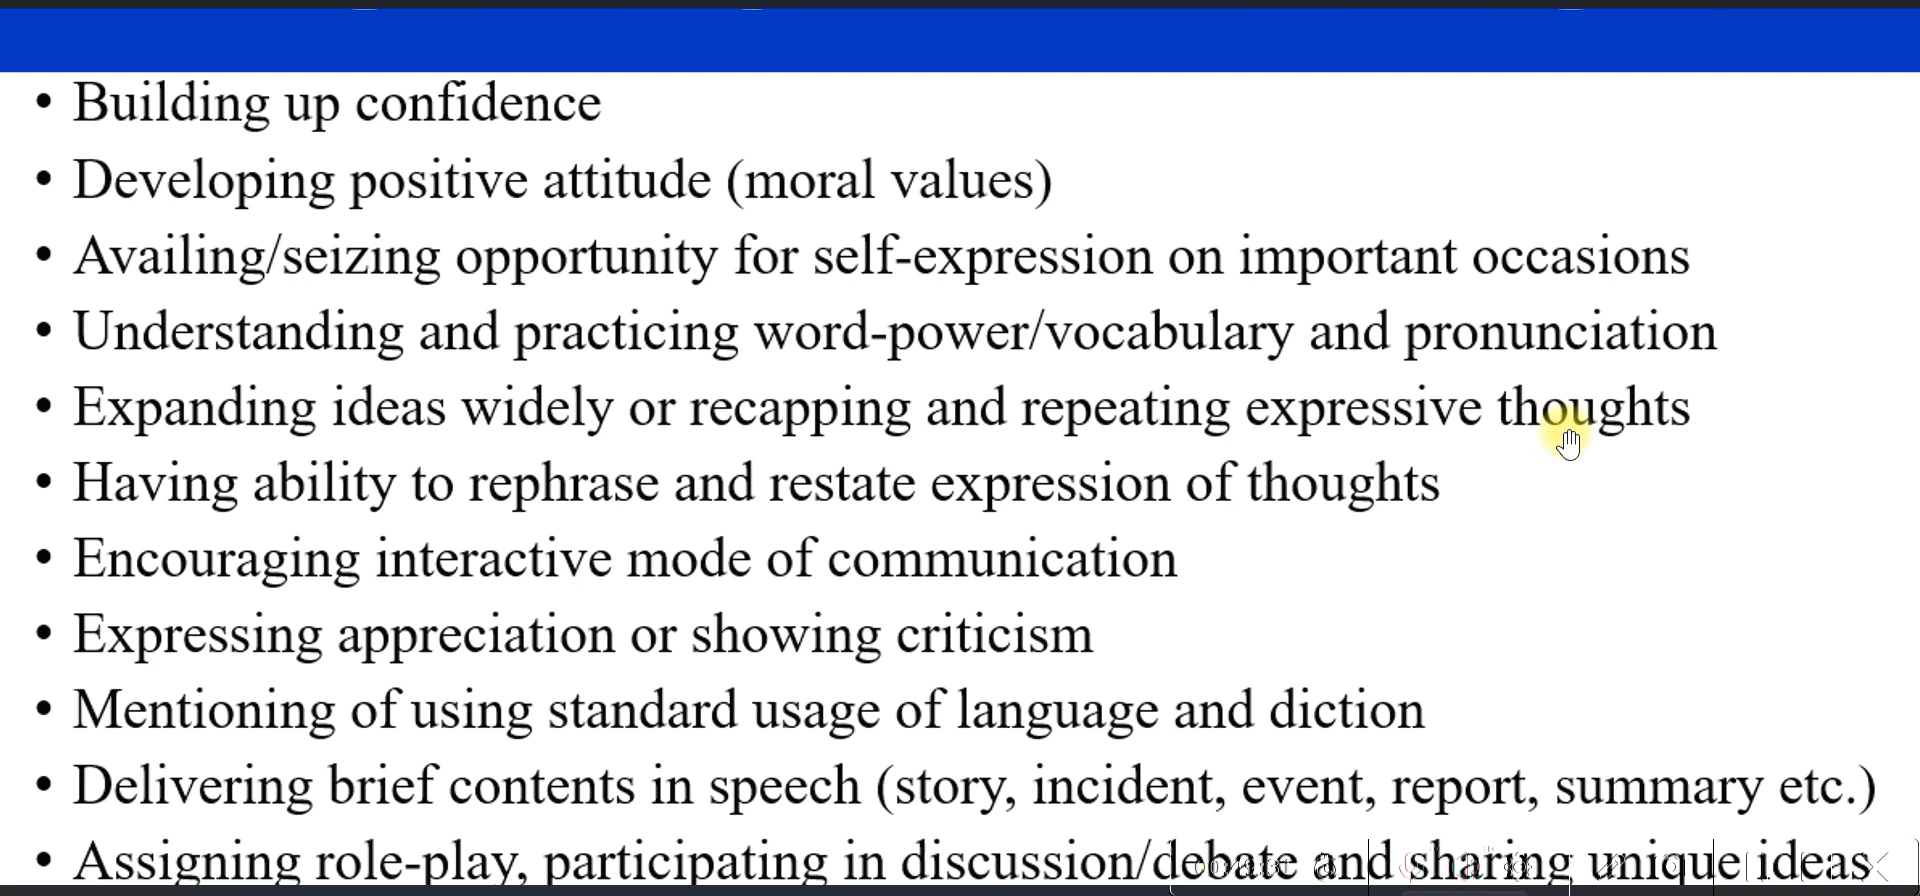 • Building up confidence
• Developing positive attitude (moral values)
• Availing/seizing opportunity for self-expression on important occasions
• Understanding and practicing word-power/vocabulary and pronunciation
• Expanding ideas widely or recapping and repeating expressive thoughts
• Having ability to rephrase and restate expression of thoughts
• Encouraging interactive mode of communication
• Expressing appreciation or showing criticism
• Mentioning of using standard usage of language and diction
• Delivering brief contents in speech (story, incident, event, report, summary etc.)
• Assigning role-play, participating in discussion/debate and sharing unique ideas